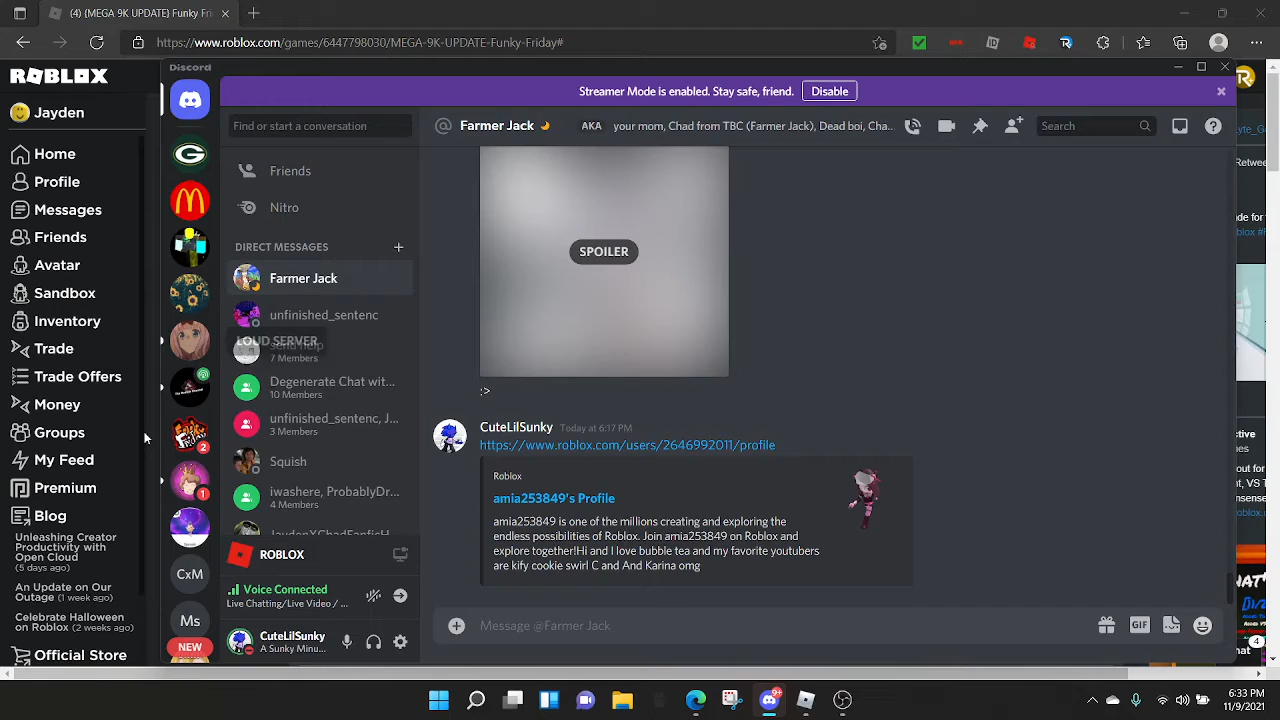 (4) [MEGA 9K UPDATE] Funky Frid
https://www.roblox.com/games/6447798030/MEGA-9K-UPDATE-Funky-Friday#
ROBLOX
Jayden
Home
Profile
Messages
Friends
Avatar
Sandbox
Inventory
Trade
Trade Offers
Money
Groups
My Feed
Premium
Blog
Unleashing Creator
Productivity with
Open Cloud
(5 days ago)
An Update on Our
Outage (1 week ago)
Celebrate Halloween
on Roblox (2 weeks ago)
Official Store
Discord
CxM
Ms
NEW
2
1
Streamer Mode is enabled. Stay safe, friend.
Disable
Find or start a conversation
Friends
Nitro
DIRECT MESSAGES
Farmer Jack
unfinished_sentenc
LOUD SERVER
send help
7 Members
Degenerate Chat wit...
10 Members
unfinished_sentenc, J...
3 Members
Squish
iwashere, ProbablyDr...
4 Members
JaydenXChadFanficH
ROBLOX
Voice Connected
Live Chatting/Live Video / ...
CuteLilSunky
A Sunky Minu...
@ Farmer Jack
AKA your mom, Chad from TBC (Farmer Jack), Dead boi, Cha...
Search
SPOILER
:>
CuteLilSunky Today at 6:17 PM
https://www.roblox.com/users/2646992011/profile
Roblox
amia253849's Profile
amia253849 is one of the millions creating and exploring the
endless possibilities of Roblox. Join amia253849 on Roblox and
explore together!Hi and I love bubble tea and my favorite youtubers
are kify cookie swirl C and And Karina omg
Message @Farmer Jack
GIF
4
9+
6:33 PM
11/9/2021